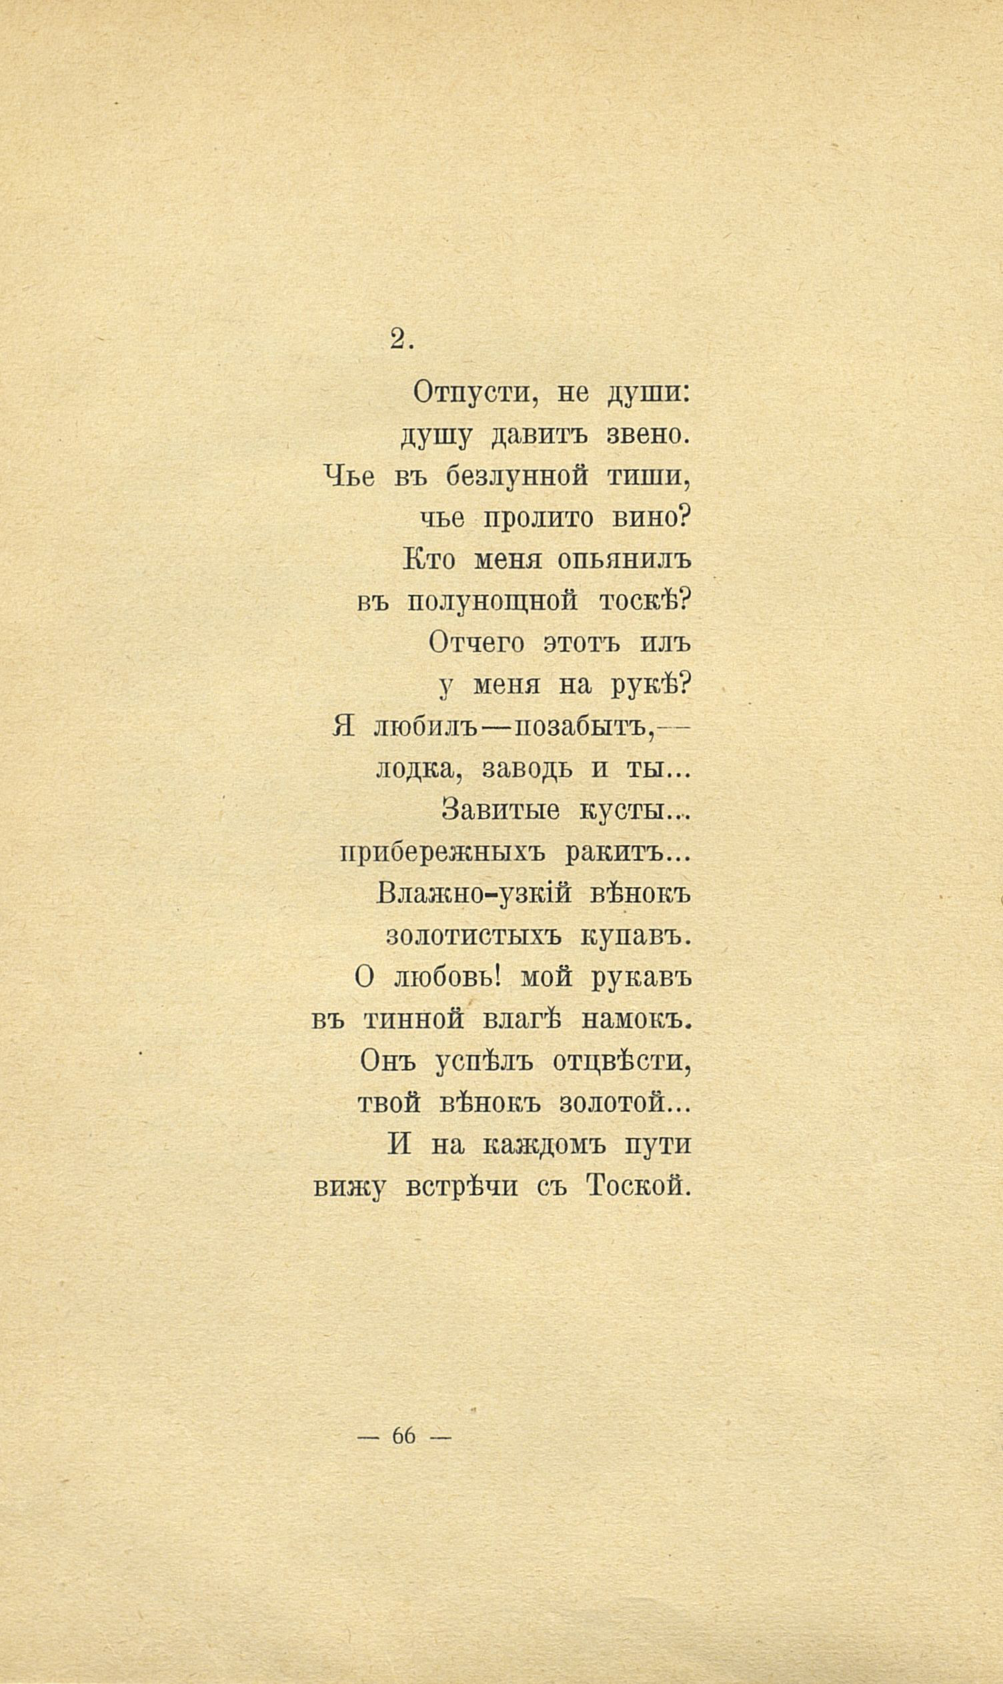 2.
Отпусти, не души:
душу давитъ звено.
Чье въ безлунной тиши,
чье пролито вино?
Кто меня опьянилъ
въ полунощной тоскѣ?
Отчего этотъ илъ
у меня на рукѣ?
Я любилъ—позабытъ,—
лодка, заводь и ты...
Завитые кусты...
прибережныхъ ракитъ...
Влажно-узкій вѣнокъ
золотистыхъ купавъ.
О любовь! мой рукавъ
въ тинной влагѣ намокъ.
Онъ успѣлъ отцвѣсти,
твой вѣнокъ золотой...
И на каждомъ пути
вижу встрѣчи съ Тоской.
— 66 —